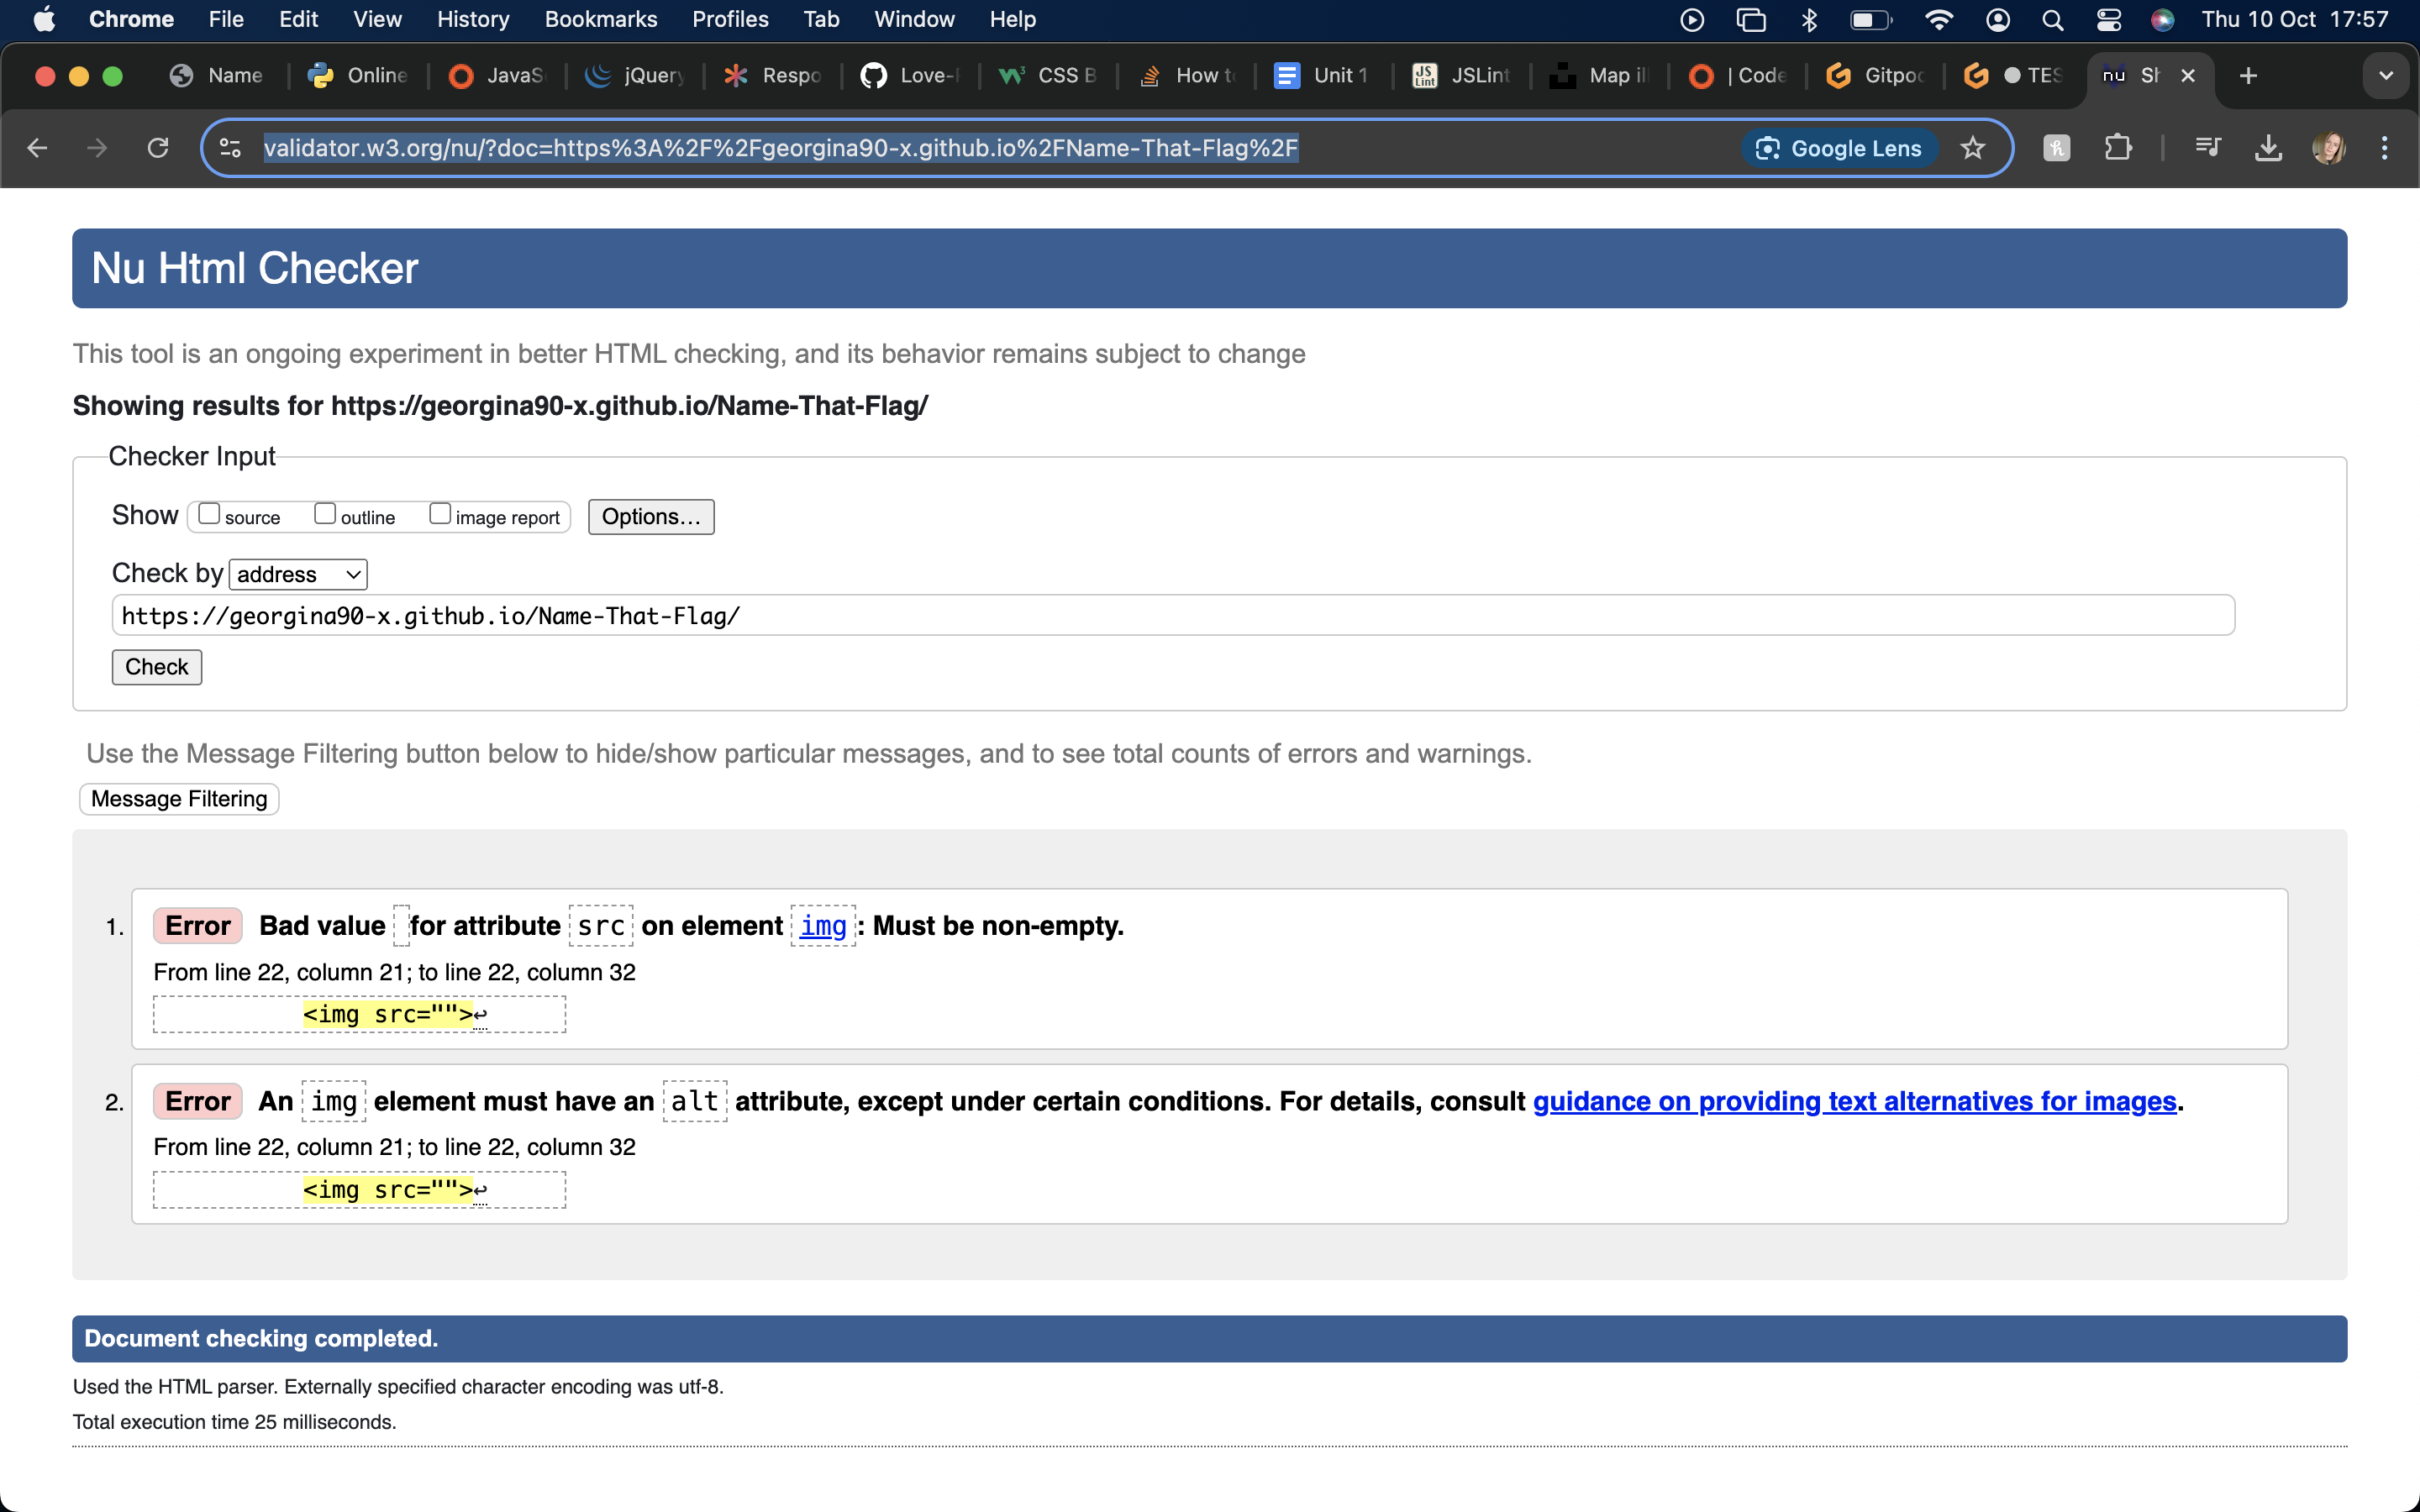 Chrome File Edit View History Bookmarks Profiles Tab Window Help Thu 10 Oct 17:57
Name Online JavaS jQuery Respo Love- CSS B How to Unit 1 JS Lint JSLint Map ill | Code Gitpod TES nu Sh
validator.w3.org/nu/?doc=https%3A%2F%2Fgeorgina90-x.github.io%2FName-That-Flag%2F Google Lens
Nu Html Checker
This tool is an ongoing experiment in better HTML checking, and its behavior remains subject to change
Showing results for https://georgina90-x.github.io/Name-That-Flag/
Checker Input
Show source outline image report Options...
Check by address
https://georgina90-x.github.io/Name-That-Flag/
Check
Use the Message Filtering button below to hide/show particular messages, and to see total counts of errors and warnings.
Message Filtering
1. Error Bad value for attribute src on element img: Must be non-empty.
From line 22, column 21; to line 22, column 32
<img src="">↩
2. Error An img element must have an alt attribute, except under certain conditions. For details, consult guidance on providing text alternatives for images.
From line 22, column 21; to line 22, column 32
<img src="">↩
Document checking completed.
Used the HTML parser. Externally specified character encoding was utf-8.
Total execution time 25 milliseconds.